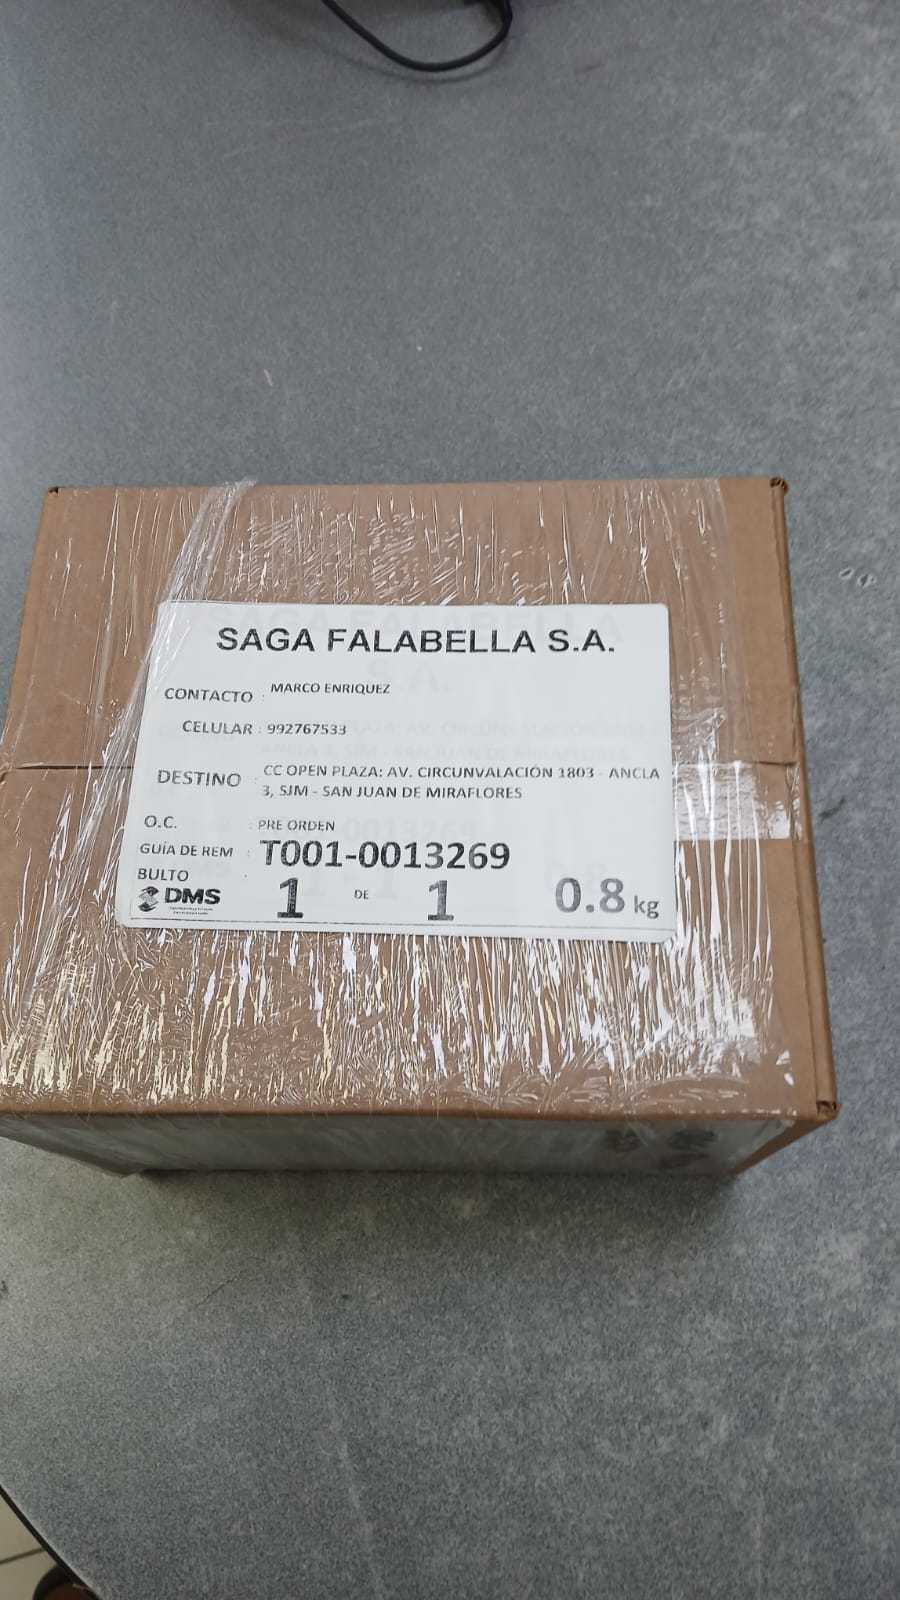 SAGA FALABELLA S.A.
CONTACTO : MARCO ENRIQUEZ
CELULAR : 992767533
DESTINO : CC OPEN PLAZA: AV. CIRCUNVALACIÓN 1803 - ANCLA
3, SJM - SAN JUAN DE MIRAFLORES
O.C. : PRE ORDEN
GUÍA DE REM : T001-0013269
BULTO :
DMS 1 DE 1 0.8 kg